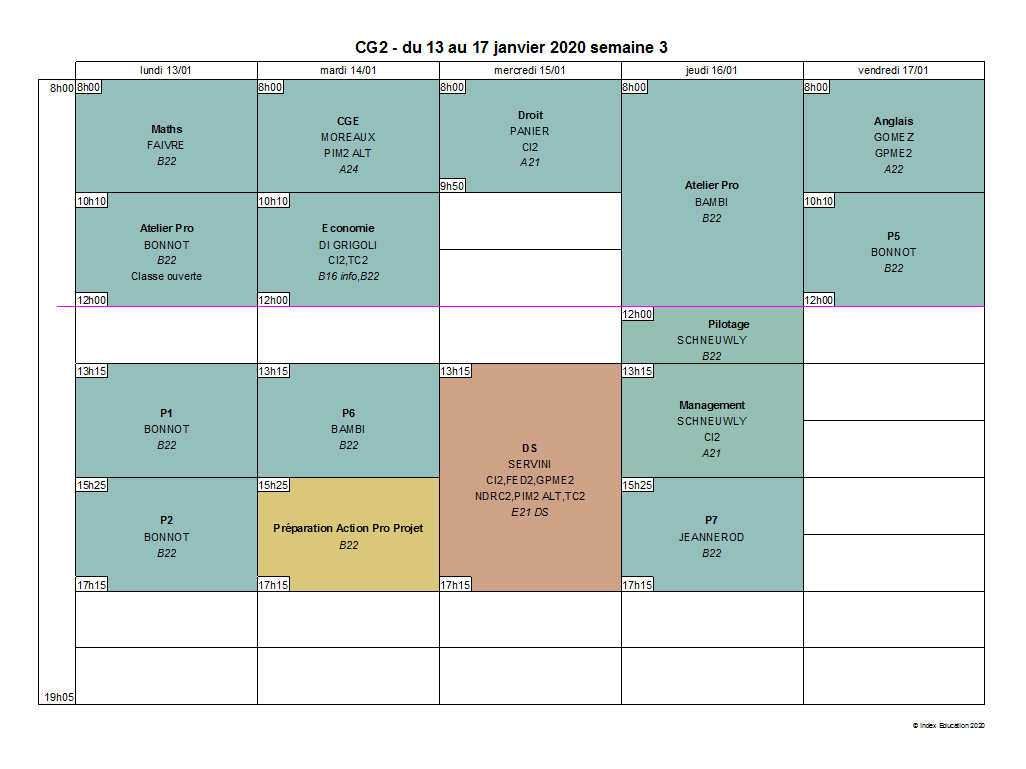 CG2 - du 13 au 17 janvier 2020 semaine 3
lundi 13/01
mardi 14/01
mercredi 15/01
jeudi 16/01
vendredi 17/01
8h00
19h05
8h00
Maths
FAIVRE
B22
10h10
Atelier Pro
BONNOT
B22
Classe ouverte
12h00
13h15
P1
BONNOT
B22
15h25
P2
BONNOT
B22
17h15
8h00
CGE
MOREAUX
PIM2 ALT
A24
10h10
Economie
DI GRIGOLI
CI2,TC2
B16 info,B22
12h00
13h15
P6
BAMBI
B22
15h25
Préparation Action Pro Projet
B22
17h15
8h00
Droit
PANIER
CI2
A21
9h50
13h15
DS
SERVINI
CI2,FED2,GPME2
NDRC2,PIM2 ALT,TC2
E21 DS
17h15
8h00
Atelier Pro
BAMBI
B22
12h00
Pilotage
SCHNEUWLY
B22
13h15
Management
SCHNEUWLY
CI2
A21
15h25
P7
JEANNEROD
B22
17h15
8h00
Anglais
GOMEZ
GPME2
A22
10h10
P5
BONNOT
B22
12h00
© Index Education 2020